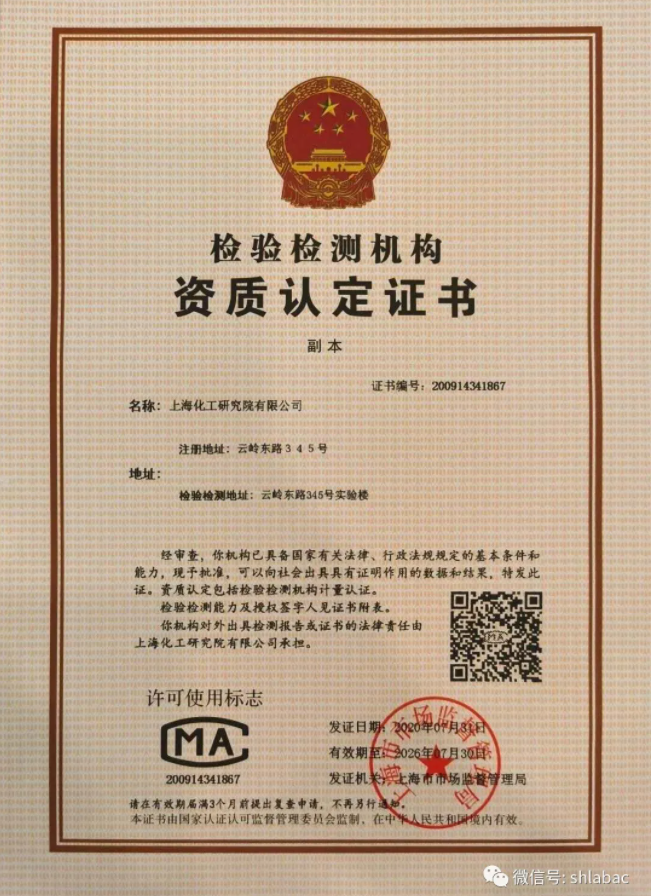 检验检测机构
资质认定证书
副本
证书编号：200914341867
名称：上海化工研究院有限公司
注册地址：云岭东路３４５号
地址：
检验检测地址：云岭东路345号实验楼
经审查，你机构已具备国家有关法律、行政法规规定的基本条件和
能力，现予批准，可以向社会出具具有证明作用的数据和结果，特发此
证。资质认定包括检验检测机构计量认证。
检验检测能力及授权签字人见证书附表。
你机构对外出具检测报告或证书的法律责任由
上海化工研究院有限公司承担。
许可使用标志
MA
200914341867
发证日期：2020年07月31日
有效期至：2026年07月30日
发证机关：上海市市场监督管理局
上海市市场监督管理局
请在有效期届满3个月前提出复查申请，不再另行通知。
本证书由国家认证认可监督管理委员会监制，在中华人民共和国境内有效。
微信号: shlabac